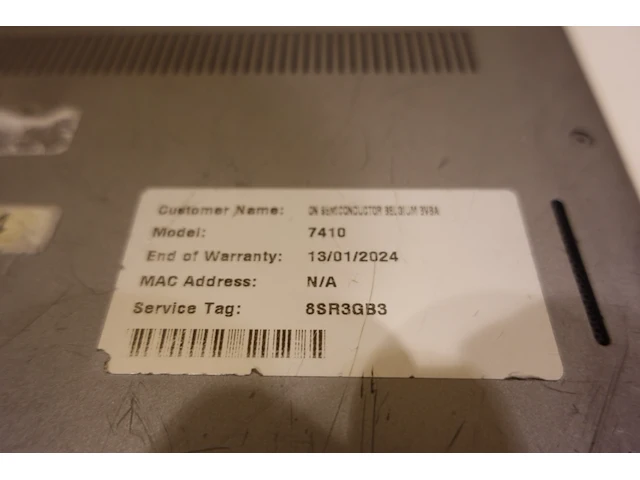 Customer Name: ON SEMICONDUCTOR BELGIUM BVBA
Model: 7410
End of Warranty: 13/01/2024
MAC Address: N/A
Service Tag: 8SR3GB3